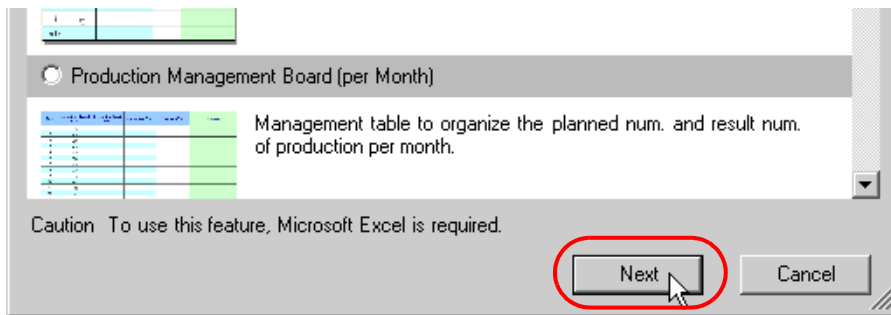 Production Management Board (per Month)
Management table to organize the planned num. and result num.
of production per month.
Caution To use this feature, Microsoft Excel is required.
Next
Cancel